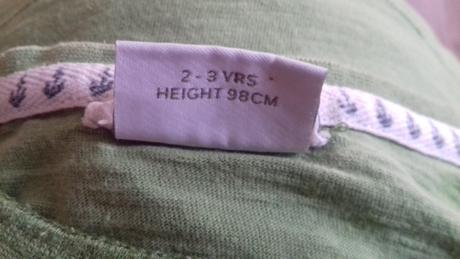 2 - 3 YRS
HEIGHT 98CM